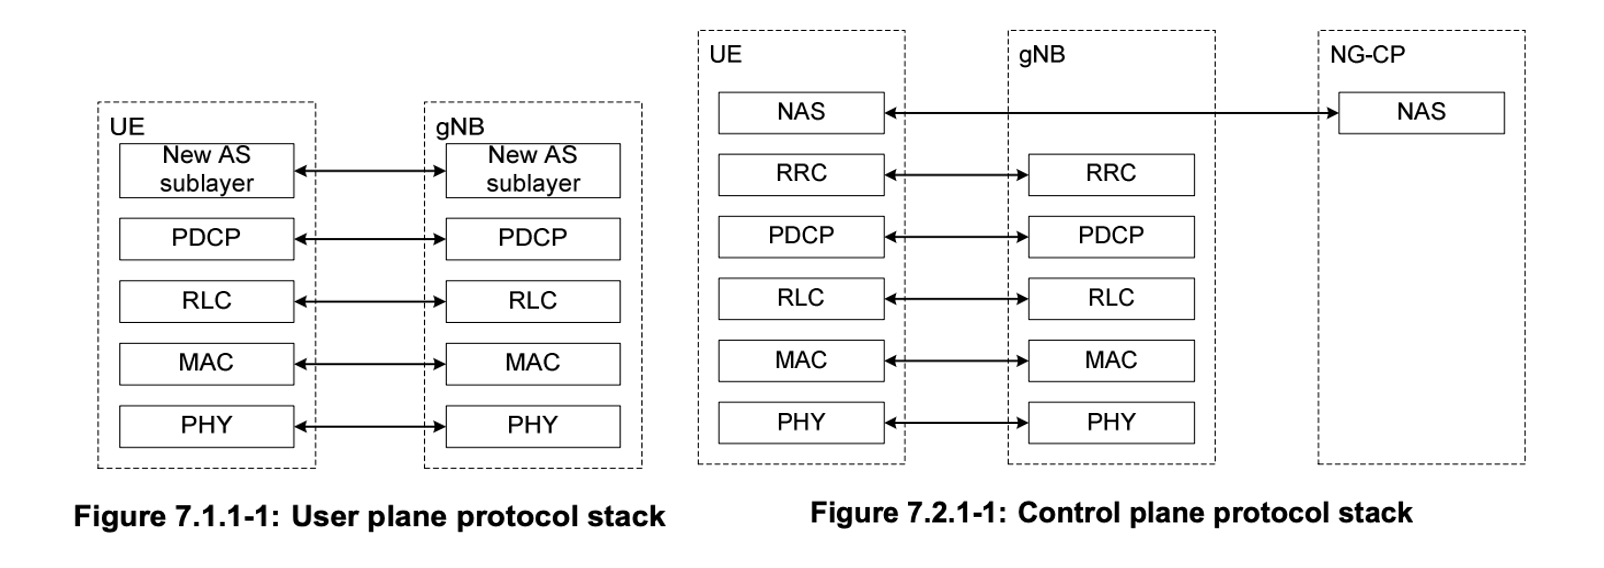 UE
gNB
New AS
sublayer
New AS
sublayer
PDCP
PDCP
RLC
RLC
MAC
MAC
PHY
PHY
Figure 7.1.1-1: User plane protocol stack
UE
gNB
NG-CP
NAS
NAS
RRC
RRC
PDCP
PDCP
RLC
RLC
MAC
MAC
PHY
PHY
Figure 7.2.1-1: Control plane protocol stack